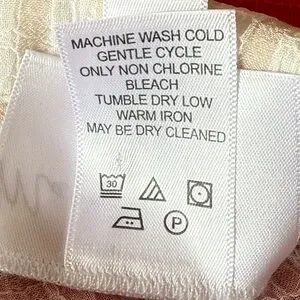 MACHINE WASH COLD
GENTLE CYCLE
ONLY NON CHLORINE
BLEACH
TUMBLE DRY LOW
WARM IRON
MAY BE DRY CLEANED
30
P